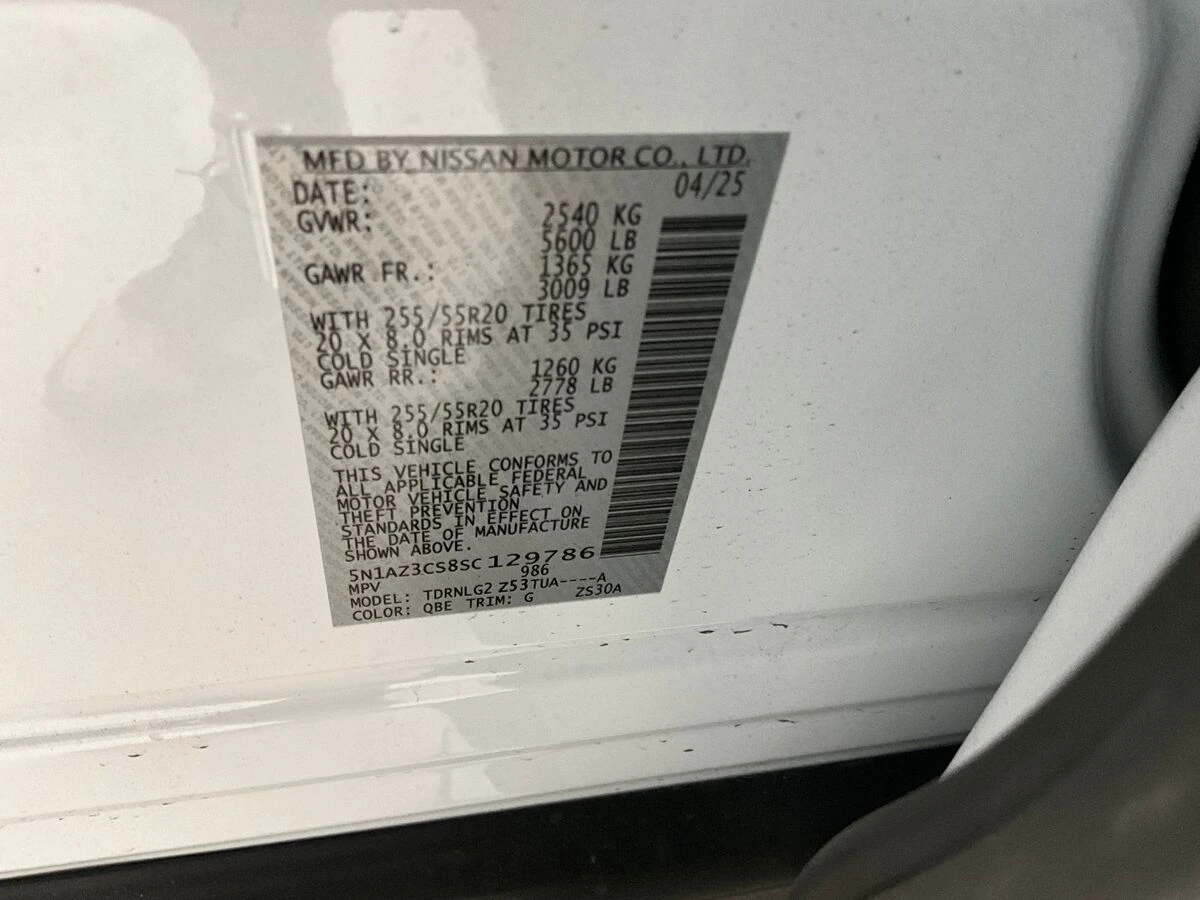 MFD BY NISSAN MOTOR CO., LTD.
DATE: 04/25
GVWR: 2540 KG
5600 LB
GAWR FR.: 1365 KG
3009 LB
WITH 255/55R20 TIRES
20 X 8.0 RIMS AT 35 PSI
COLD SINGLE
GAWR RR.: 1260 KG
2778 LB
WITH 255/55R20 TIRES
20 X 8.0 RIMS AT 35 PSI
COLD SINGLE
THIS VEHICLE CONFORMS TO
ALL APPLICABLE FEDERAL
MOTOR VEHICLE SAFETY AND
THEFT PREVENTION
STANDARDS IN EFFECT ON
THE DATE OF MANUFACTURE
SHOWN ABOVE.
5N1AZ3CS8SC129786
MPV 986
MODEL: TDRNLG2 Z53TUA----A
COLOR: QBE TRIM: G ZS30A